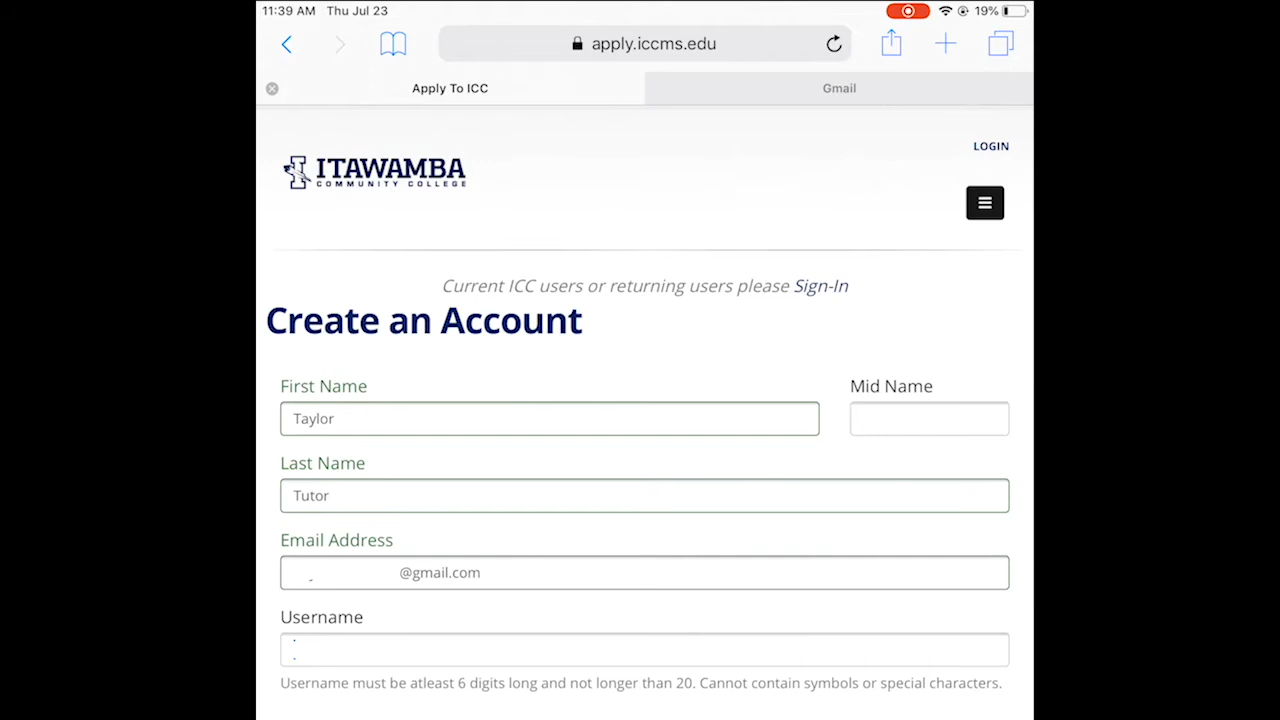 11:39 AM Thu Jul 23 19%
apply.iccms.edu
Apply To ICC Gmail
LOGIN
ITAWAMBA
COMMUNITY COLLEGE
Current ICC users or returning users please Sign-In
Create an Account
First Name Mid Name
Taylor
Last Name
Tutor
Email Address
@gmail.com
Username
Username must be atleast 6 digits long and not longer than 20. Cannot contain symbols or special characters.